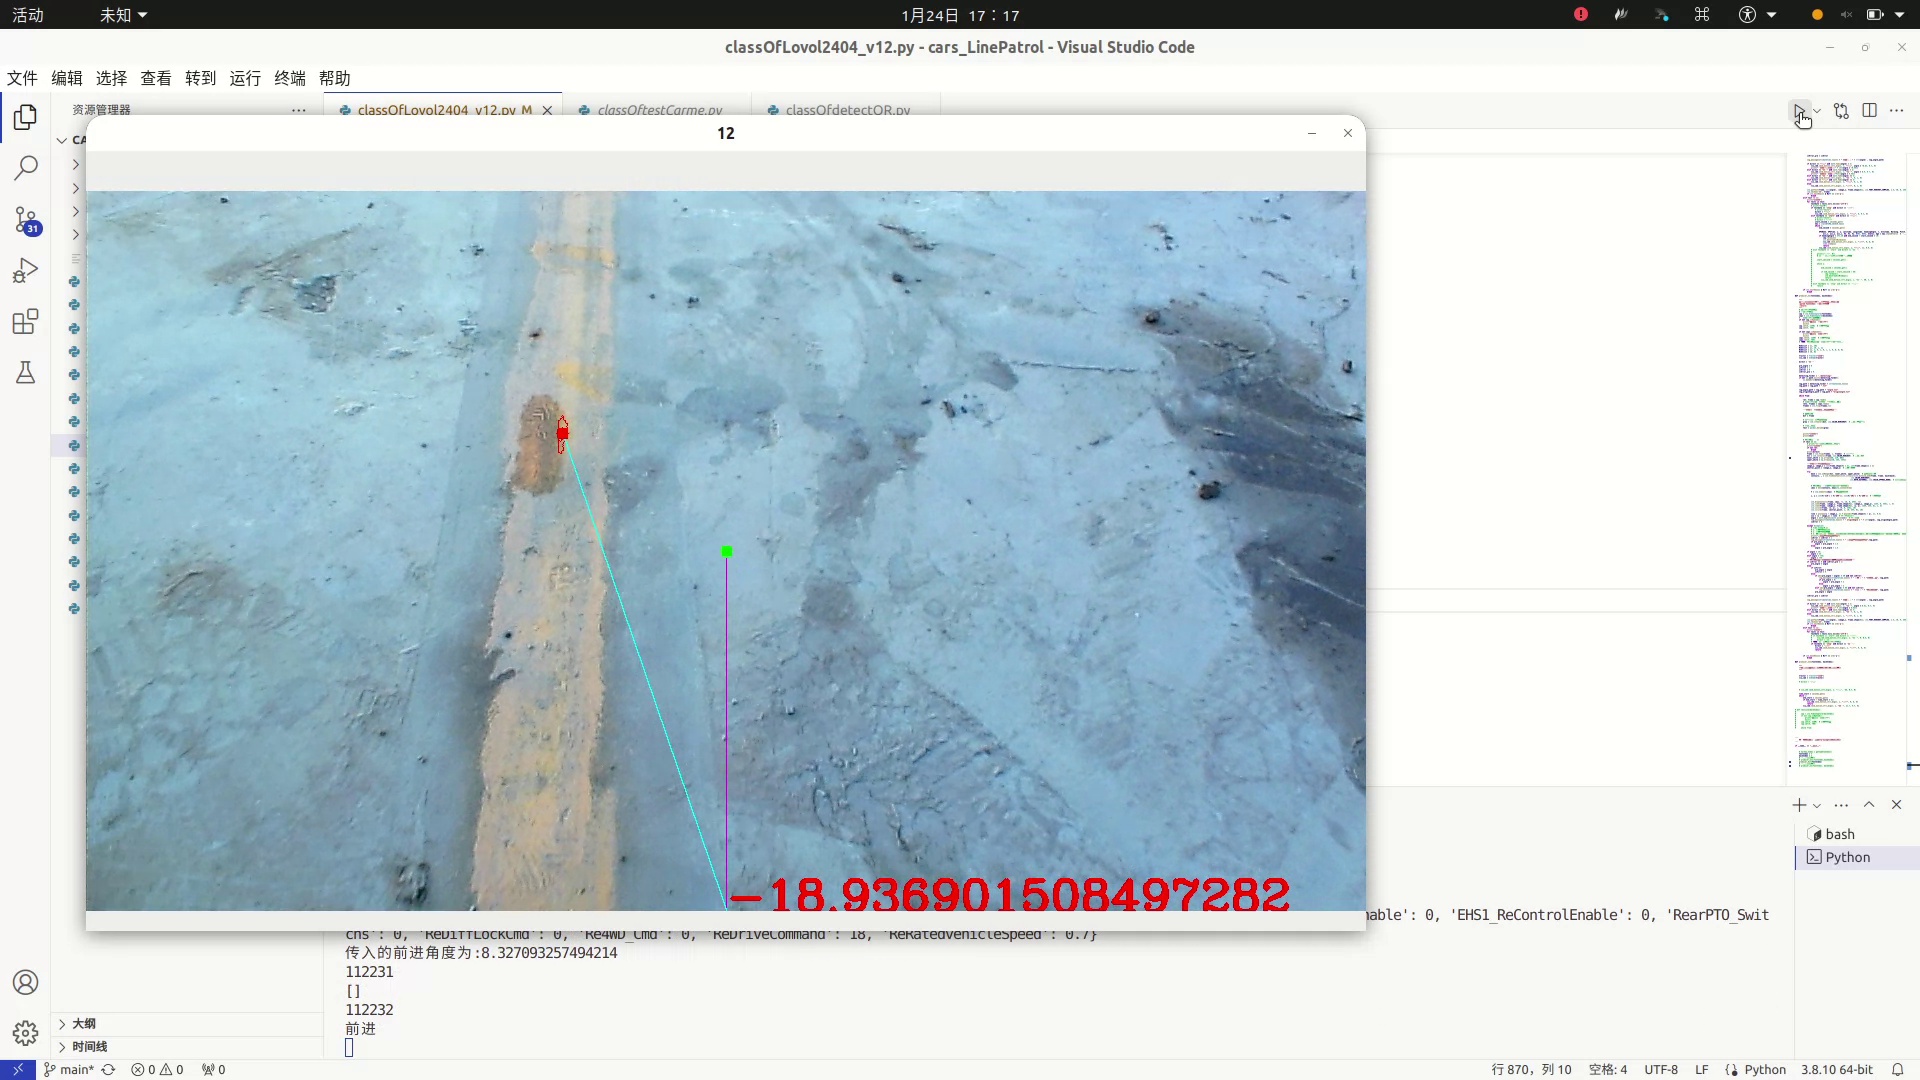 活动
未知
1月24日 17：17
classOfLovol2404_v12.py - cars_LinePatrol - Visual Studio Code
文件 编辑 选择 查看 转到 运行 终端 帮助
资源管理器
classOfLovol2404_v12.py M
classOftestCarme.py
classOfdetectQR.py
CA
12
31
-18.936901508497282
bash
Python
nable': 0, 'EHS1_ReControlEnable': 0, 'RearPTO_Swit
chs': 0, 'ReDiffLockCmd': 0, 'Re4WD_Cmd': 0, 'ReDriveCommand': 18, 'ReRatedVehicleSpeed': 0.7}
传入的前进角度为:8.327093257494214
112231
[]
112232
前进
大纲
时间线
main* 0 0 0
行 870，列 10 空格: 4 UTF-8 LF Python 3.8.10 64-bit